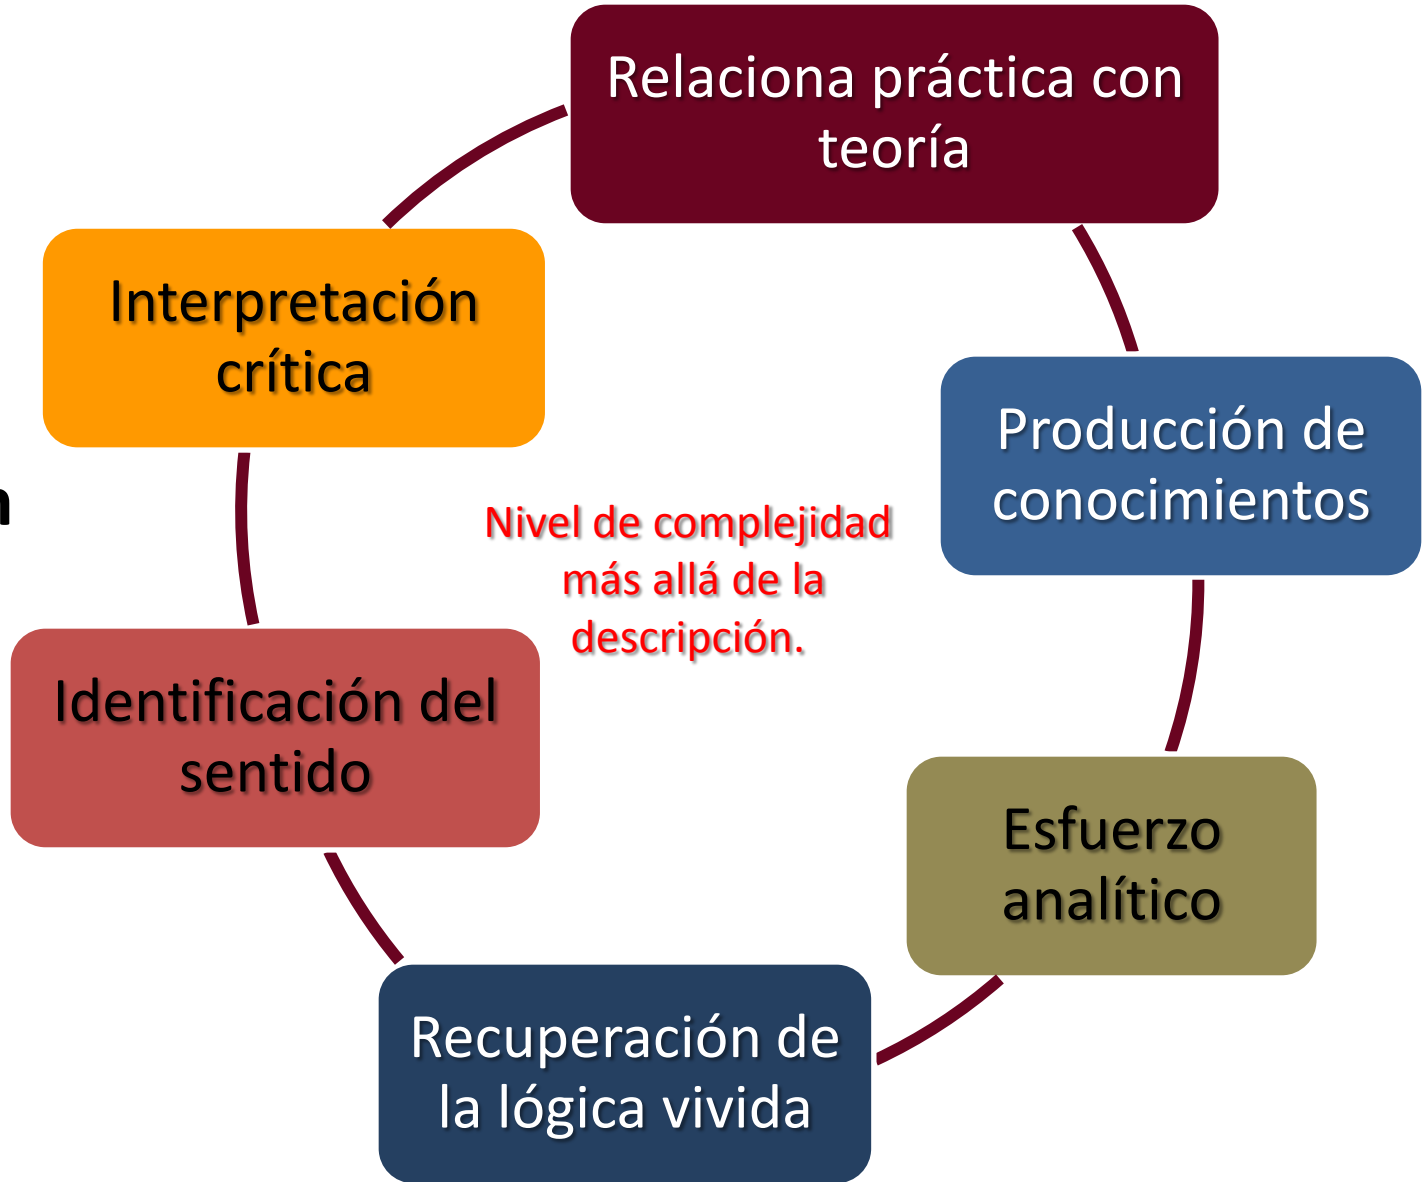 Relaciona práctica con
teoría
Interpretación
crítica
Producción de
conocimientos
Nivel de complejidad
más allá de la
descripción.
Identificación del
sentido
Esfuerzo
analítico
Recuperación de
la lógica vivida